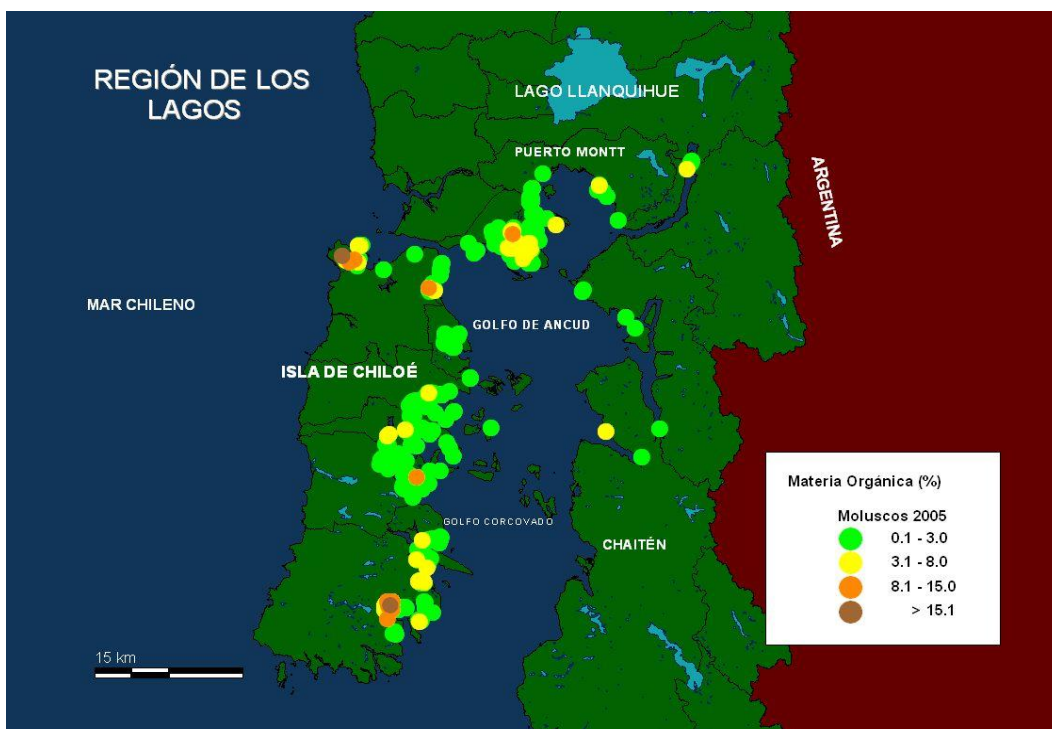 REGIÓN DE LOS
LAGOS
LAGO LLANQUIHUE
PUERTO MONTT
ARGENTINA
MAR CHILENO
GOLFO DE ANCUD
ISLA DE CHILOÉ
GOLFO CORCOVADO
CHAITÉN
Materia Orgánica (%)
Moluscos 2005
0.1 - 3.0
3.1 - 8.0
8.1 - 15.0
> 15.1
15 km